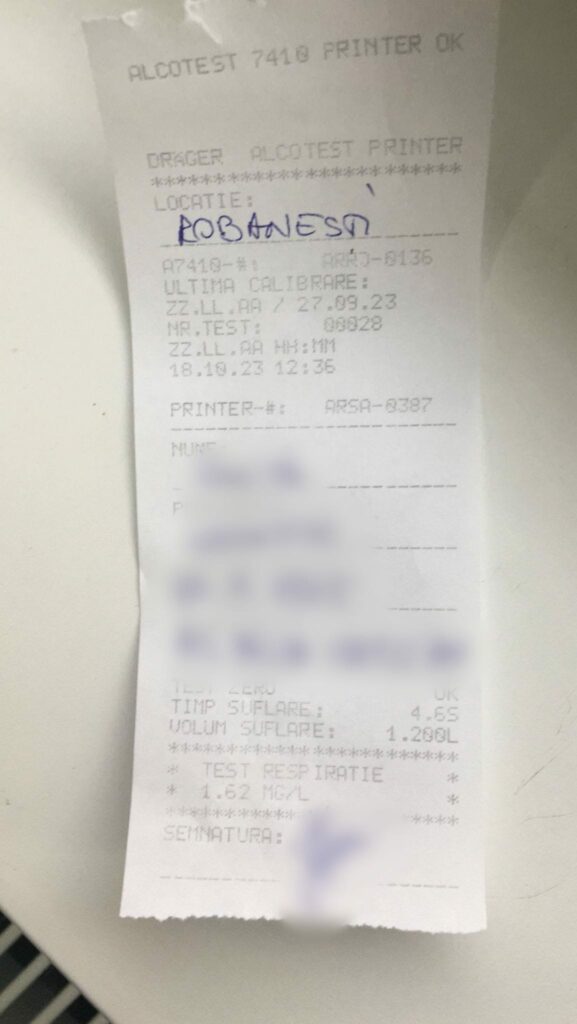 ALCOTEST 7410 PRINTER OK
DRAGER ALCOTEST PRINTER
*************************
LOCATIE:
ROBANESTI
A7410-#: ARRJ-0136
ULTIMA CALIBRARE:
ZZ.LL.AA / 27.09.23
NR.TEST: 00028
ZZ.LL.AA HH:MM
18.10.23 12:36
PRINTER-#: ARSA-0387
NUME:
TEST ZERO OK
TIMP SUFLARE: 4.6S
VOLUM SUFLARE: 1.200L
************************
* TEST RESPIRATIE *
* 1.62 MG/L *
SEMNATURA: